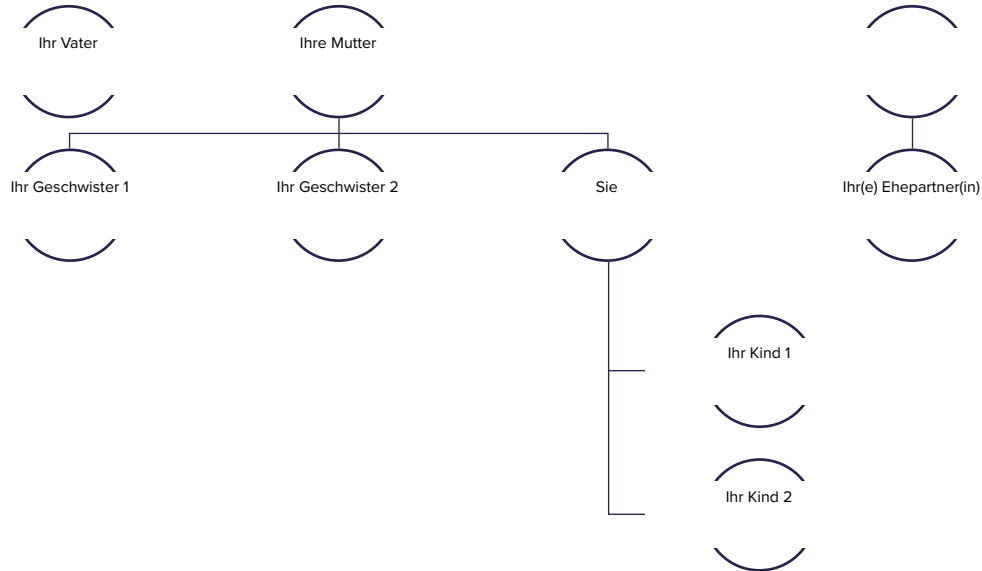 Ihr Vater
Ihre Mutter
Ihr Geschwister 1
Ihr Geschwister 2
Sie
Ihr(e) Ehepartner(in)
Ihr Kind 1
Ihr Kind 2